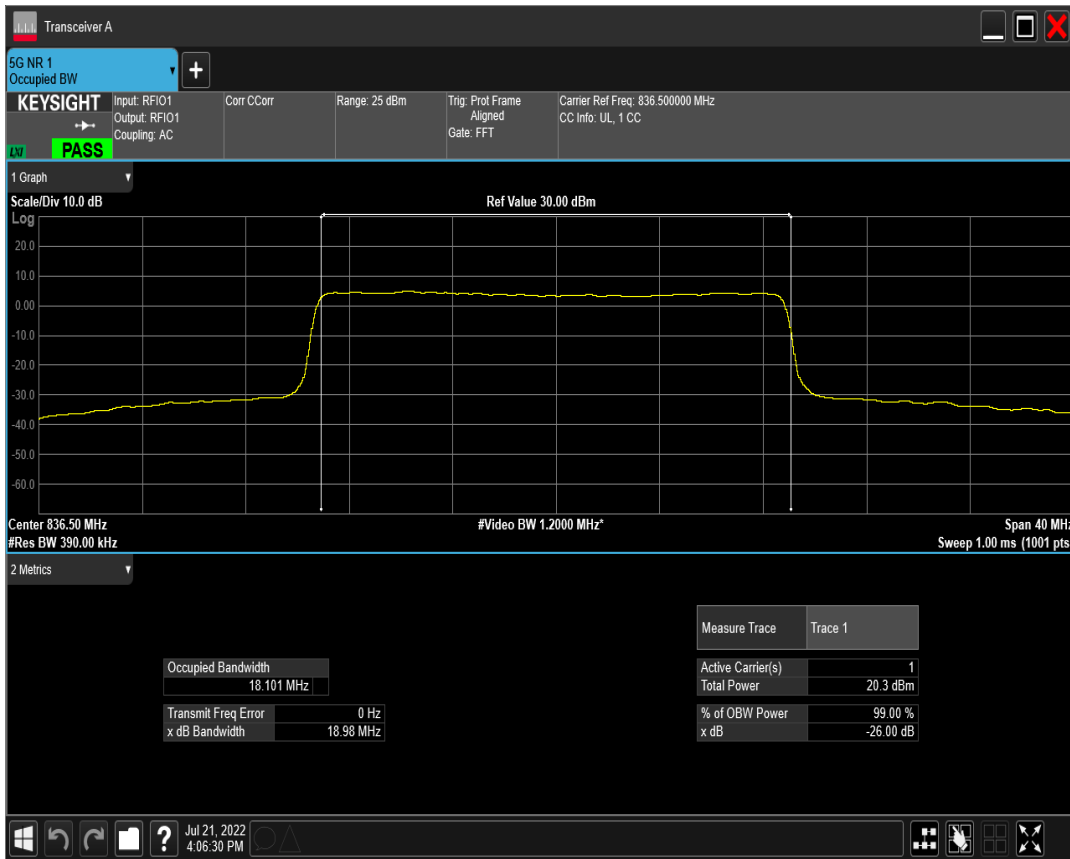 Transceiver A
5G NR 1
Occupied BW
KEYSIGHT
LXI
PASS
Input: RFIO1
Output: RFIO1
Coupling: AC
Corr CCorr
Range: 25 dBm
Trig: Prot Frame
Aligned
Gate: FFT
Carrier Ref Freq: 836.500000 MHz
CC Info: UL, 1 CC
1 Graph
Scale/Div 10.0 dB
Ref Value 30.00 dBm
Log
20.0
10.0
0.00
-10.0
-20.0
-30.0
-40.0
-50.0
-60.0
Center 836.50 MHz
#Video BW 1.2000 MHz*
Span 40 MHz
#Res BW 390.00 kHz
Sweep 1.00 ms (1001 pts
2 Metrics
Measure Trace Trace 1
Occupied Bandwidth
18.101 MHz
Active Carrier(s) 1
Total Power 20.3 dBm
Transmit Freq Error 0 Hz
x dB Bandwidth 18.98 MHz
% of OBW Power 99.00 %
x dB -26.00 dB
?
Jul 21, 2022
4:06:30 PM